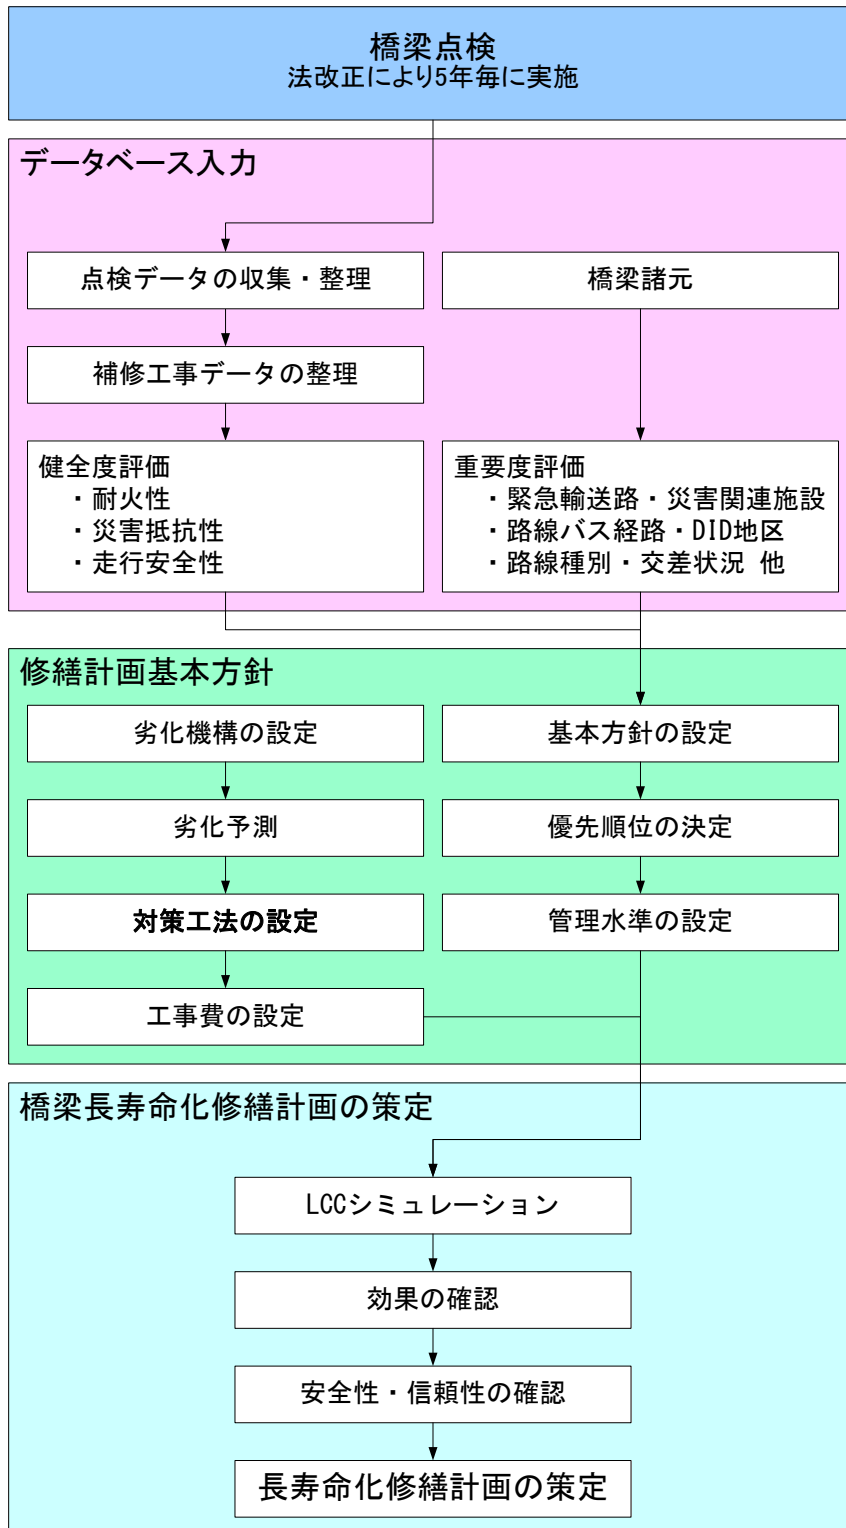 橋梁点検
法改正により5年毎に実施
データベース入力
点検データの収集・整理
橋梁諸元
補修工事データの整理
健全度評価
・耐火性
・災害抵抗性
・走行安全性
重要度評価
・緊急輸送路・災害関連施設
・路線バス経路・DID地区
・路線種別・交差状況 他
修繕計画基本方針
劣化機構の設定
基本方針の設定
劣化予測
優先順位の決定
対策工法の設定
管理水準の設定
工事費の設定
橋梁長寿命化修繕計画の策定
LCCシミュレーション
効果の確認
安全性・信頼性の確認
長寿命化修繕計画の策定